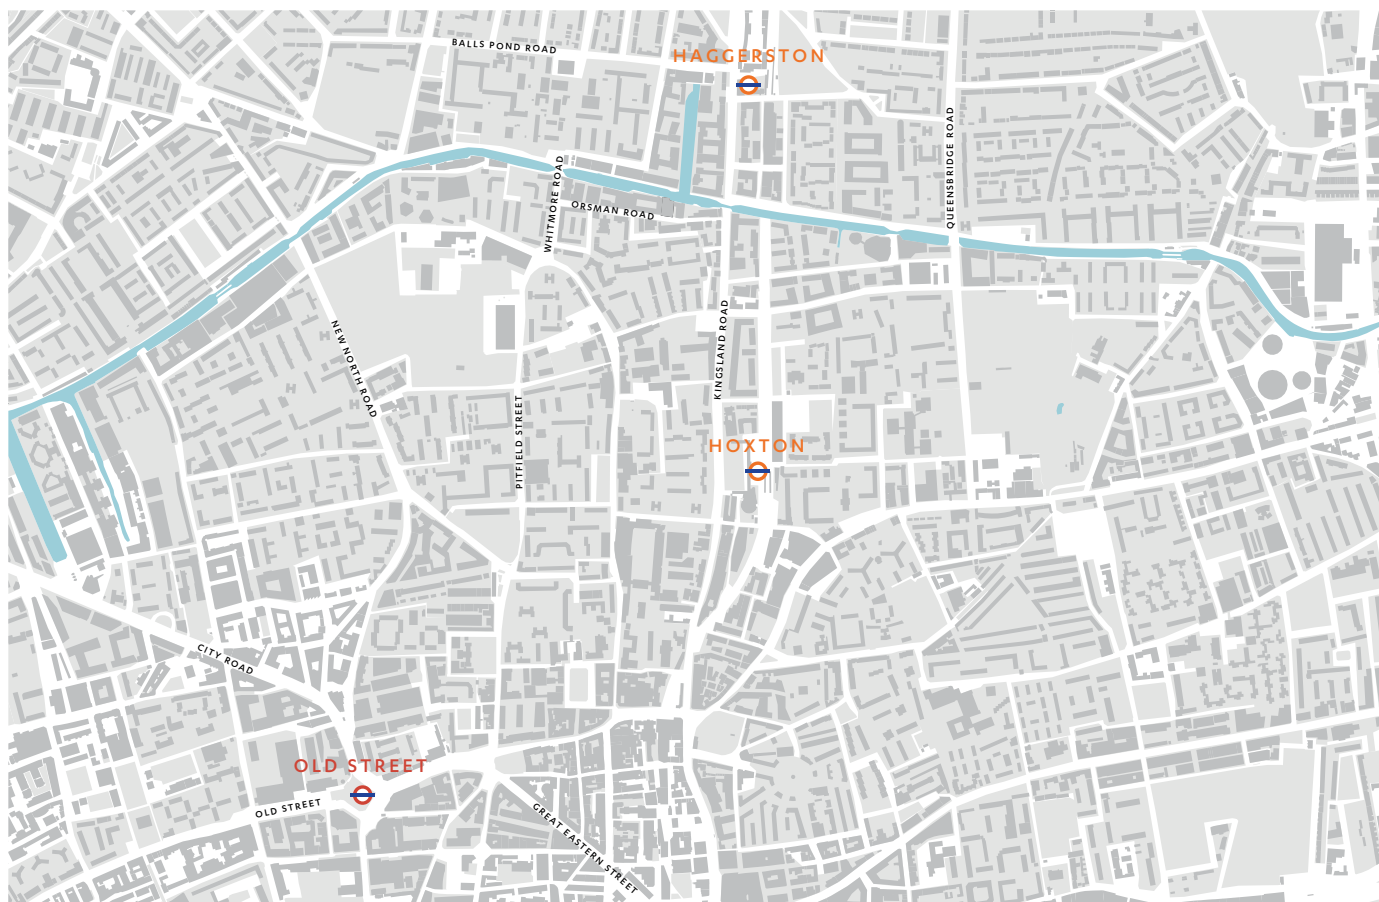 BALLS POND ROAD
HAGGERSTON
QUEENSBRIDGE ROAD
WHITMORE ROAD
ORSMAN ROAD
KINGSLAND ROAD
NEW NORTH ROAD
PITFIELD STREET
HOXTON
CITY ROAD
OLD STREET
OLD STREET
GREAT EASTERN STREET